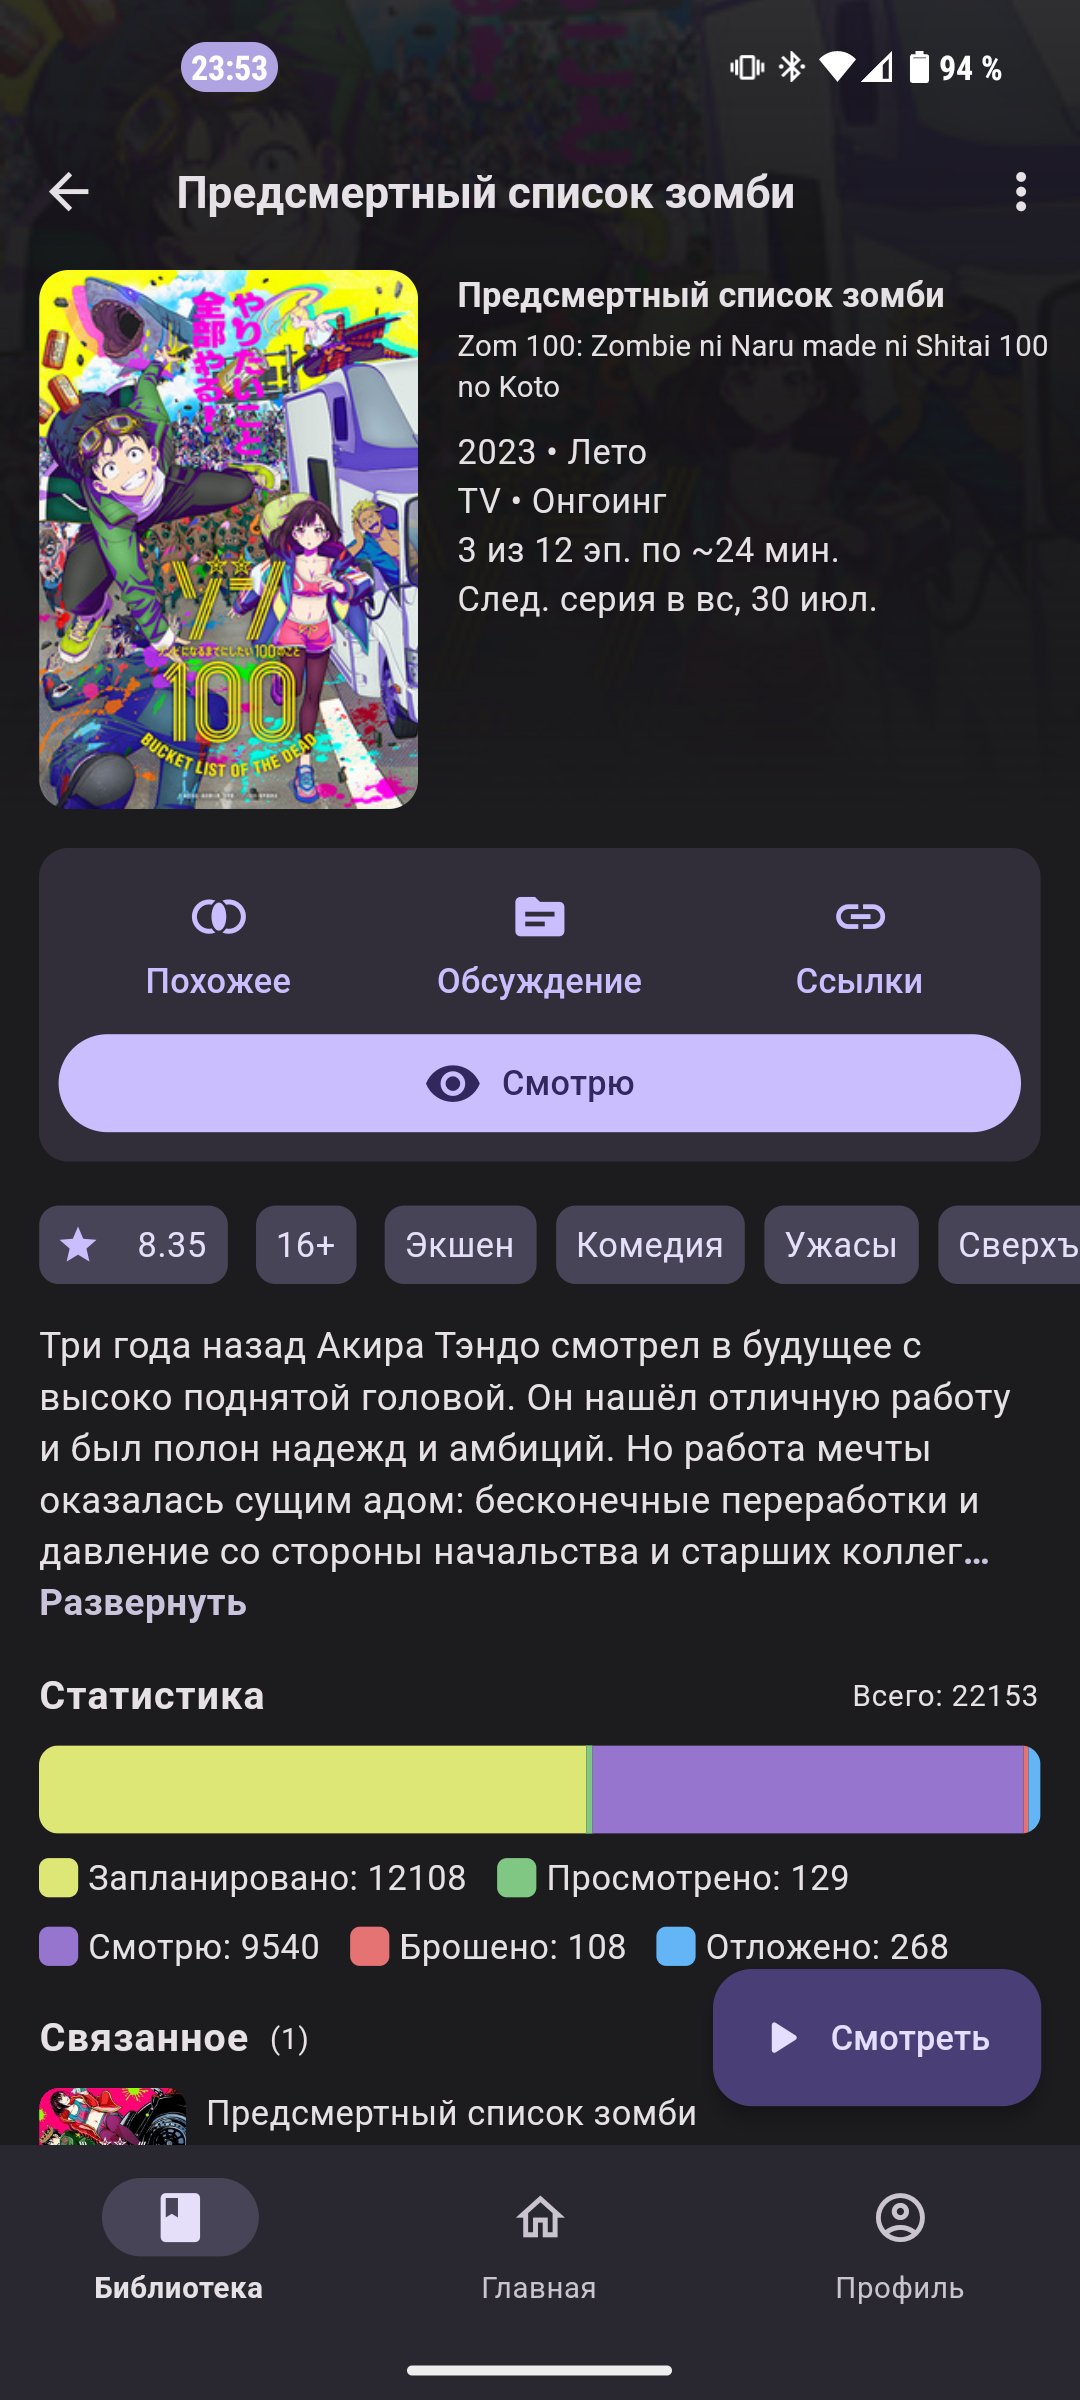 23:53
94 %
Предсмертный список зомби
やりたいこと
全部やる!
ゾン
ゾンビになるまでにしたい100のこと
100
BUCKET LIST OF THE DEAD
Предсмертный список зомби
Zom 100: Zombie ni Naru made ni Shitai 100
no Koto
2023 • Лето
TV • Онгоинг
3 из 12 эп. по ~24 мин.
След. серия в вс, 30 июл.
Похожее
Обсуждение
Ссылки
Смотрю
8.35
16+
Экшен
Комедия
Ужасы
Сверхъ
Три года назад Акира Тэндо смотрел в будущее с
высоко поднятой головой. Он нашёл отличную работу
и был полон надежд и амбиций. Но работа мечты
оказалась сущим адом: бесконечные переработки и
давление со стороны начальства и старших коллег...
Развернуть
Статистика
Всего: 22153
Запланировано: 12108
Просмотрено: 129
Смотрю: 9540
Брошено: 108
Отложено: 268
Связанное (1)
Смотреть
Предсмертный список зомби
Библиотека
Главная
Профиль